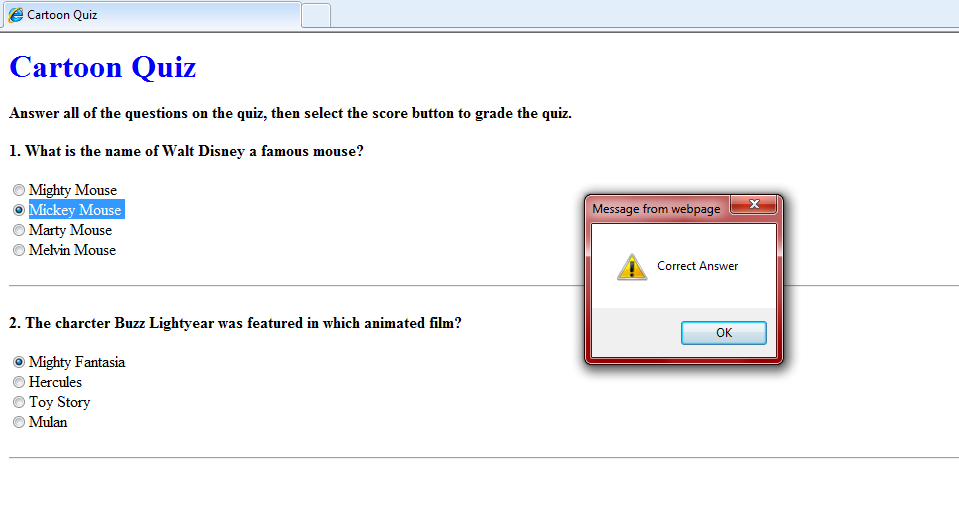 Cartoon Quiz
Cartoon Quiz
Answer all of the questions on the quiz, then select the score button to grade the quiz.
1. What is the name of Walt Disney a famous mouse?
Mighty Mouse
Mickey Mouse
Marty Mouse
Melvin Mouse
2. The charcter Buzz Lightyear was featured in which animated film?
Mighty Fantasia
Hercules
Toy Story
Mulan
Message from webpage
Correct Answer
OK